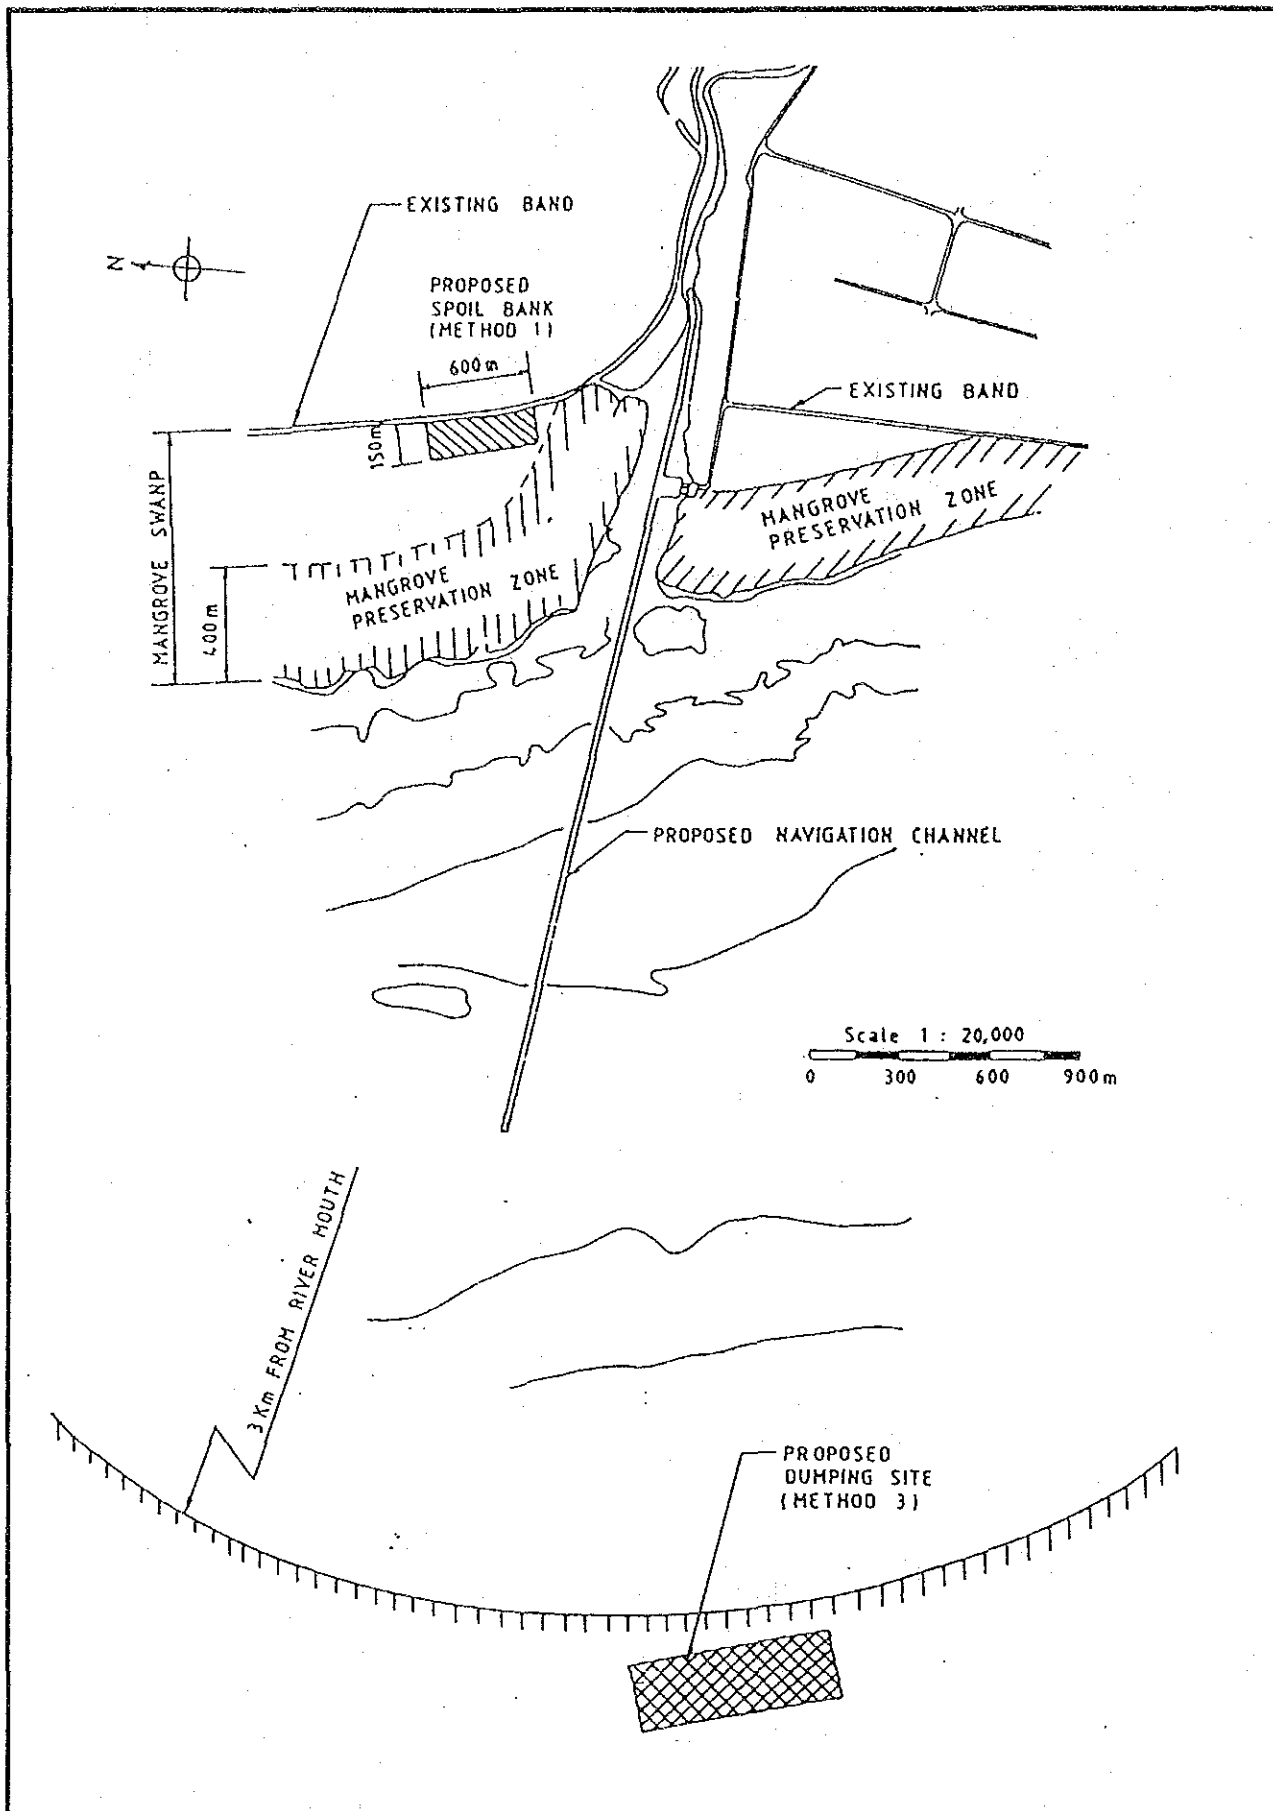 EXISTING BAND
N
PROPOSED
SPOIL BANK
(METHOD 1)
600m
EXISTING BAND
150m
MANGROVE SWANP
400m
MANGROVE
PRESERVATION ZONE
MANGROVE
PRESERVATION ZONE
PROPOSED NAVIGATION CHANNEL
Scale 1 : 20,000
0 300 600 900m
3 Km FROM RIVER MOUTH
PROPOSED
DUMPING SITE
(METHOD 3)